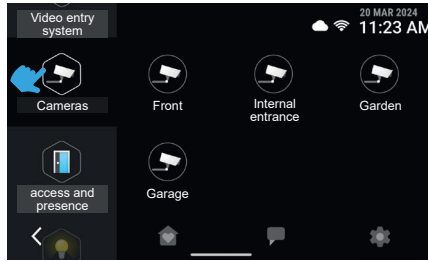 Video entry
system
20 MAR 2024
11:23 AM
Cameras
Front
Internal
entrance
Garden
access and
presence
Garage